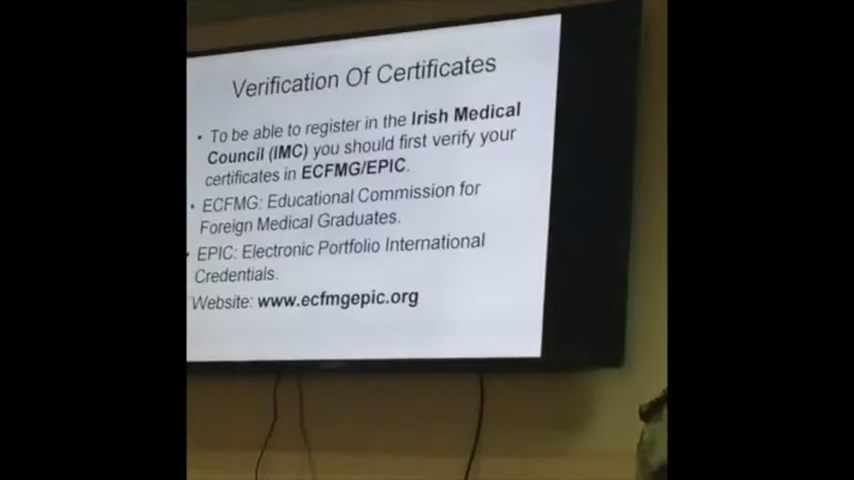 Verification Of Certificates
• To be able to register in the Irish Medical
Council (IMC) you should first verify your
certificates in ECFMG/EPIC.
• ECFMG: Educational Commission for
Foreign Medical Graduates.
• EPIC: Electronic Portfolio International
Credentials.
Website: www.ecfmgepic.org